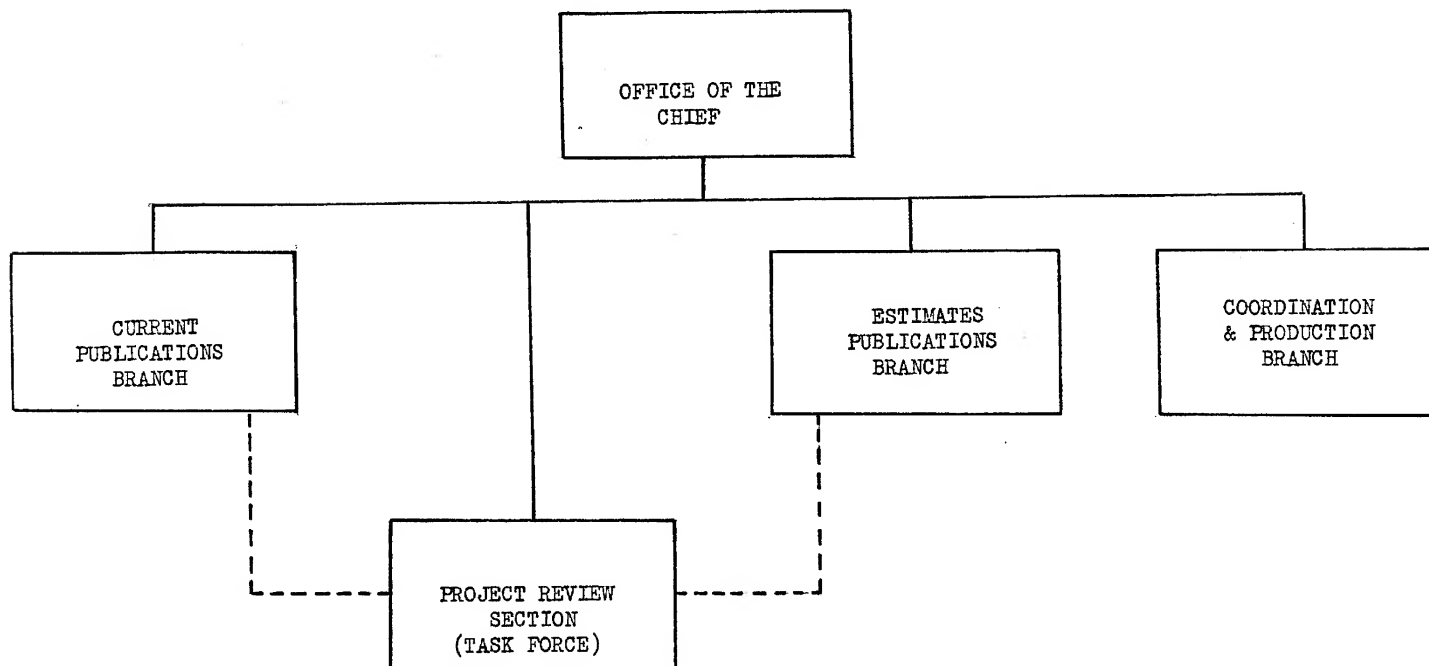 OFFICE OF THE
CHIEF
CURRENT
PUBLICATIONS
BRANCH
ESTIMATES
PUBLICATIONS
BRANCH
COORDINATION
& PRODUCTION
BRANCH
PROJECT REVIEW
SECTION
(TASK FORCE)